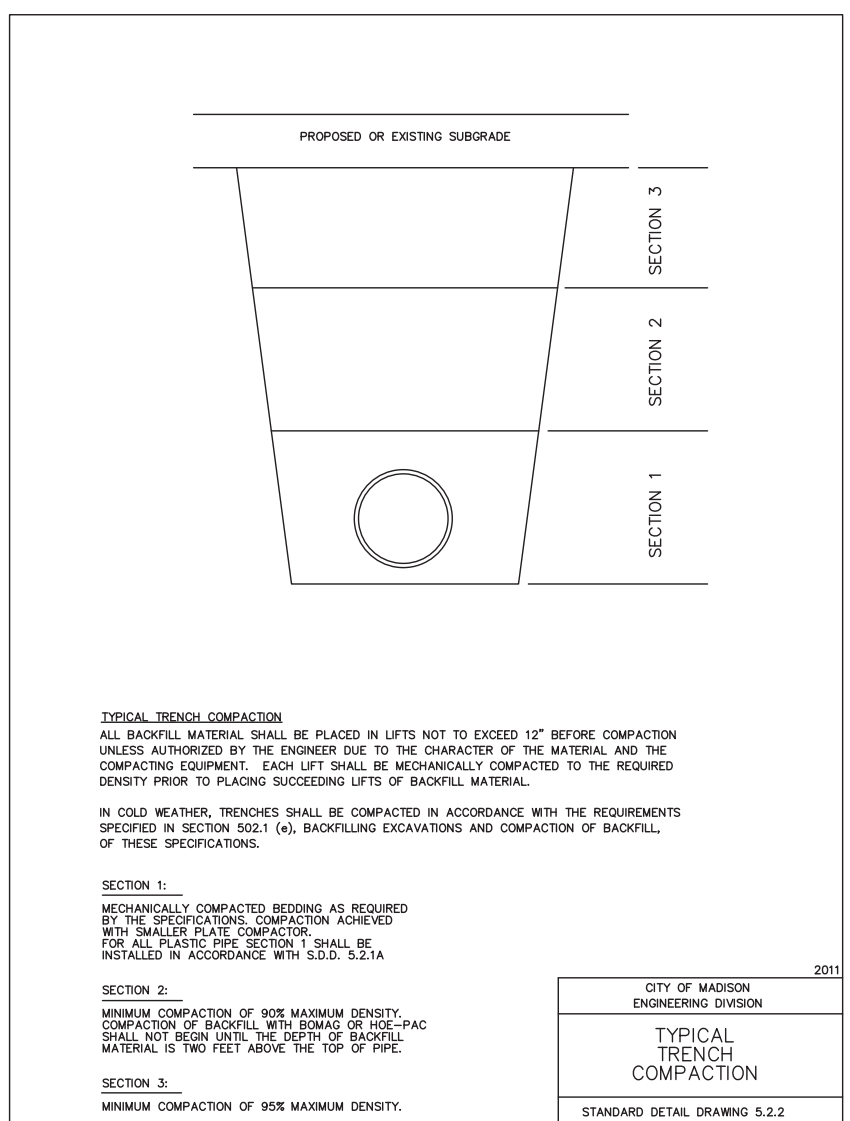 PROPOSED OR EXISTING SUBGRADE
SECTION 3
SECTION 2
SECTION 1
TYPICAL TRENCH COMPACTION
ALL BACKFILL MATERIAL SHALL BE PLACED IN LIFTS NOT TO EXCEED 12" BEFORE COMPACTION
UNLESS AUTHORIZED BY THE ENGINEER DUE TO THE CHARACTER OF THE MATERIAL AND THE
COMPACTING EQUIPMENT. EACH LIFT SHALL BE MECHANICALLY COMPACTED TO THE REQUIRED
DENSITY PRIOR TO PLACING SUCCEEDING LIFTS OF BACKFILL MATERIAL.
IN COLD WEATHER, TRENCHES SHALL BE COMPACTED IN ACCORDANCE WITH THE REQUIREMENTS
SPECIFIED IN SECTION 502.1 (e), BACKFILLING EXCAVATIONS AND COMPACTION OF BACKFILL,
OF THESE SPECIFICATIONS.
SECTION 1:
MECHANICALLY COMPACTED BEDDING AS REQUIRED
BY THE SPECIFICATIONS. COMPACTION ACHIEVED
WITH SMALLER PLATE COMPACTOR.
FOR ALL PLASTIC PIPE SECTION 1 SHALL BE
INSTALLED IN ACCORDANCE WITH S.D.D. 5.2.1A
SECTION 2:
MINIMUM COMPACTION OF 90% MAXIMUM DENSITY.
COMPACTION OF BACKFILL WITH BOMAG OR HOE-PAC
SHALL NOT BEGIN UNTIL THE DEPTH OF BACKFILL
MATERIAL IS TWO FEET ABOVE THE TOP OF PIPE.
SECTION 3:
MINIMUM COMPACTION OF 95% MAXIMUM DENSITY.
2011
CITY OF MADISON
ENGINEERING DIVISION
TYPICAL
TRENCH
COMPACTION
STANDARD DETAIL DRAWING 5.2.2